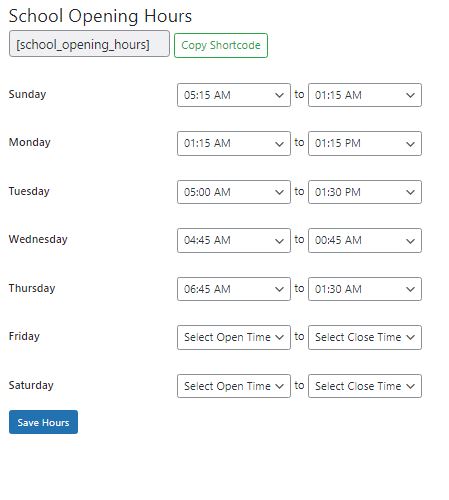 School Opening Hours
[school_opening_hours] Copy Shortcode
Sunday 05:15 AM to 01:15 AM
Monday 01:15 AM to 01:15 PM
Tuesday 05:00 AM to 01:30 PM
Wednesday 04:45 AM to 00:45 AM
Thursday 06:45 AM to 01:30 AM
Friday Select Open Time to Select Close Time
Saturday Select Open Time to Select Close Time
Save Hours